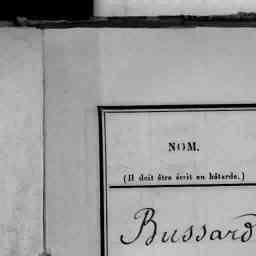 NOM.
(Il doit être écrit en bâtarde.)
Bussard